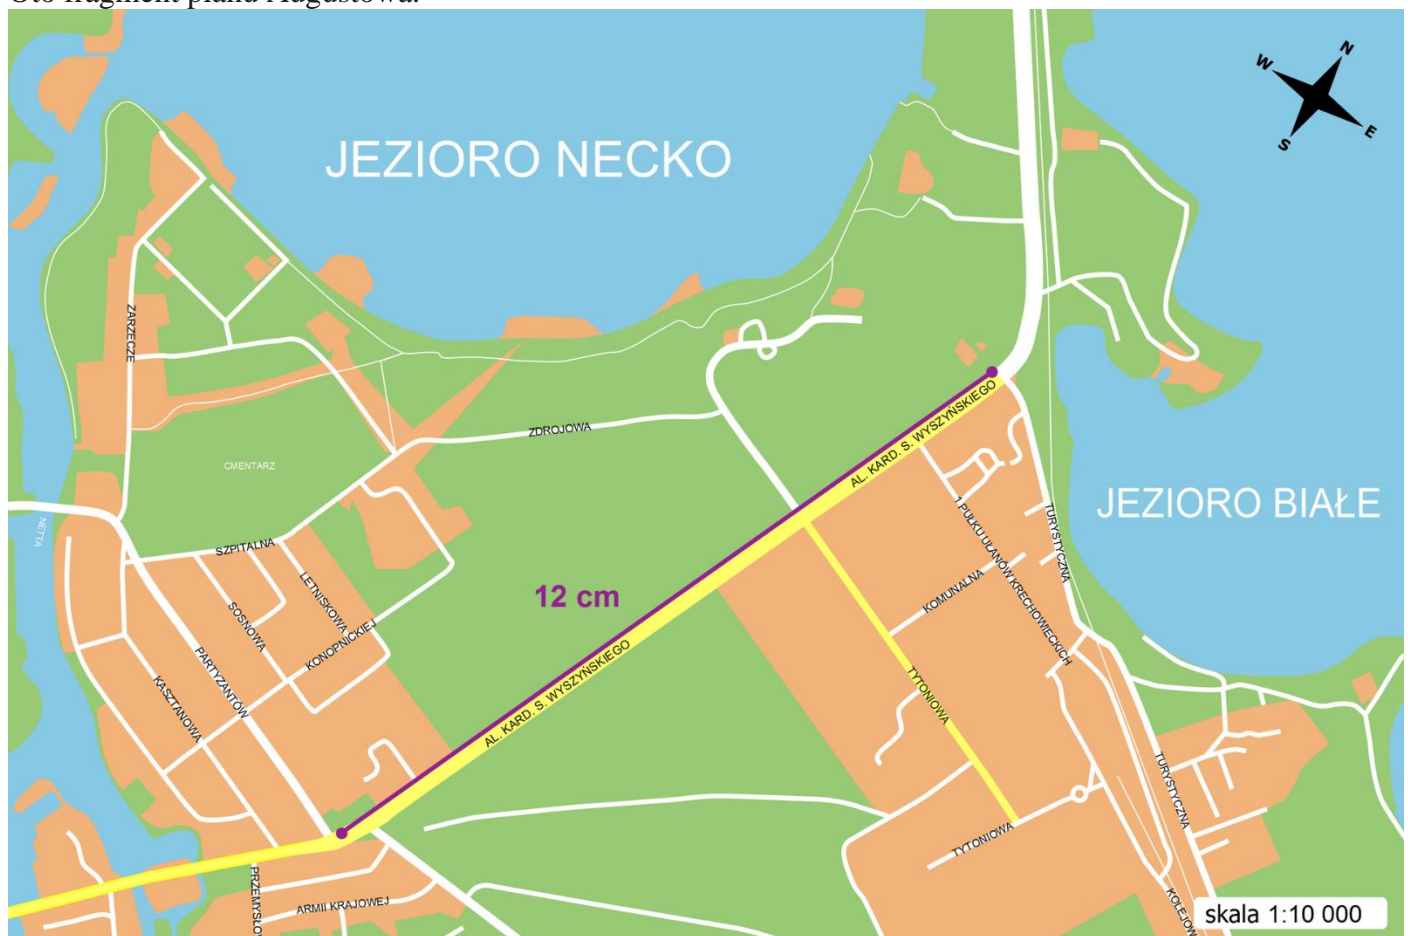 Oto fragment planu Augustowa.
N
W
E
S
JEZIORO NECKO
ZARZECZE
AL. KARD. S. WYSZYŃSKIEGO
ZDROJOWA
CMENTARZ
JEZIORO BIAŁE
NETTA
SZPITALNA
1 PUŁKU UŁANÓW KRECHOWIECKICH
TURYSTYCZNA
LETNISKOWA
12 cm
KOMUNALNA
SOSNOWA
KONOPNICKIEJ
PARTYZANTÓW
AL. KARD. S. WYSZYŃSKIEGO
TYTONIOWA
KASZTANOWA
TURYSTYCZNA
TYTONIOWA
PRZEMYSŁO
ARMII KRAJOWEJ
KOLEJOW
skala 1:10 000